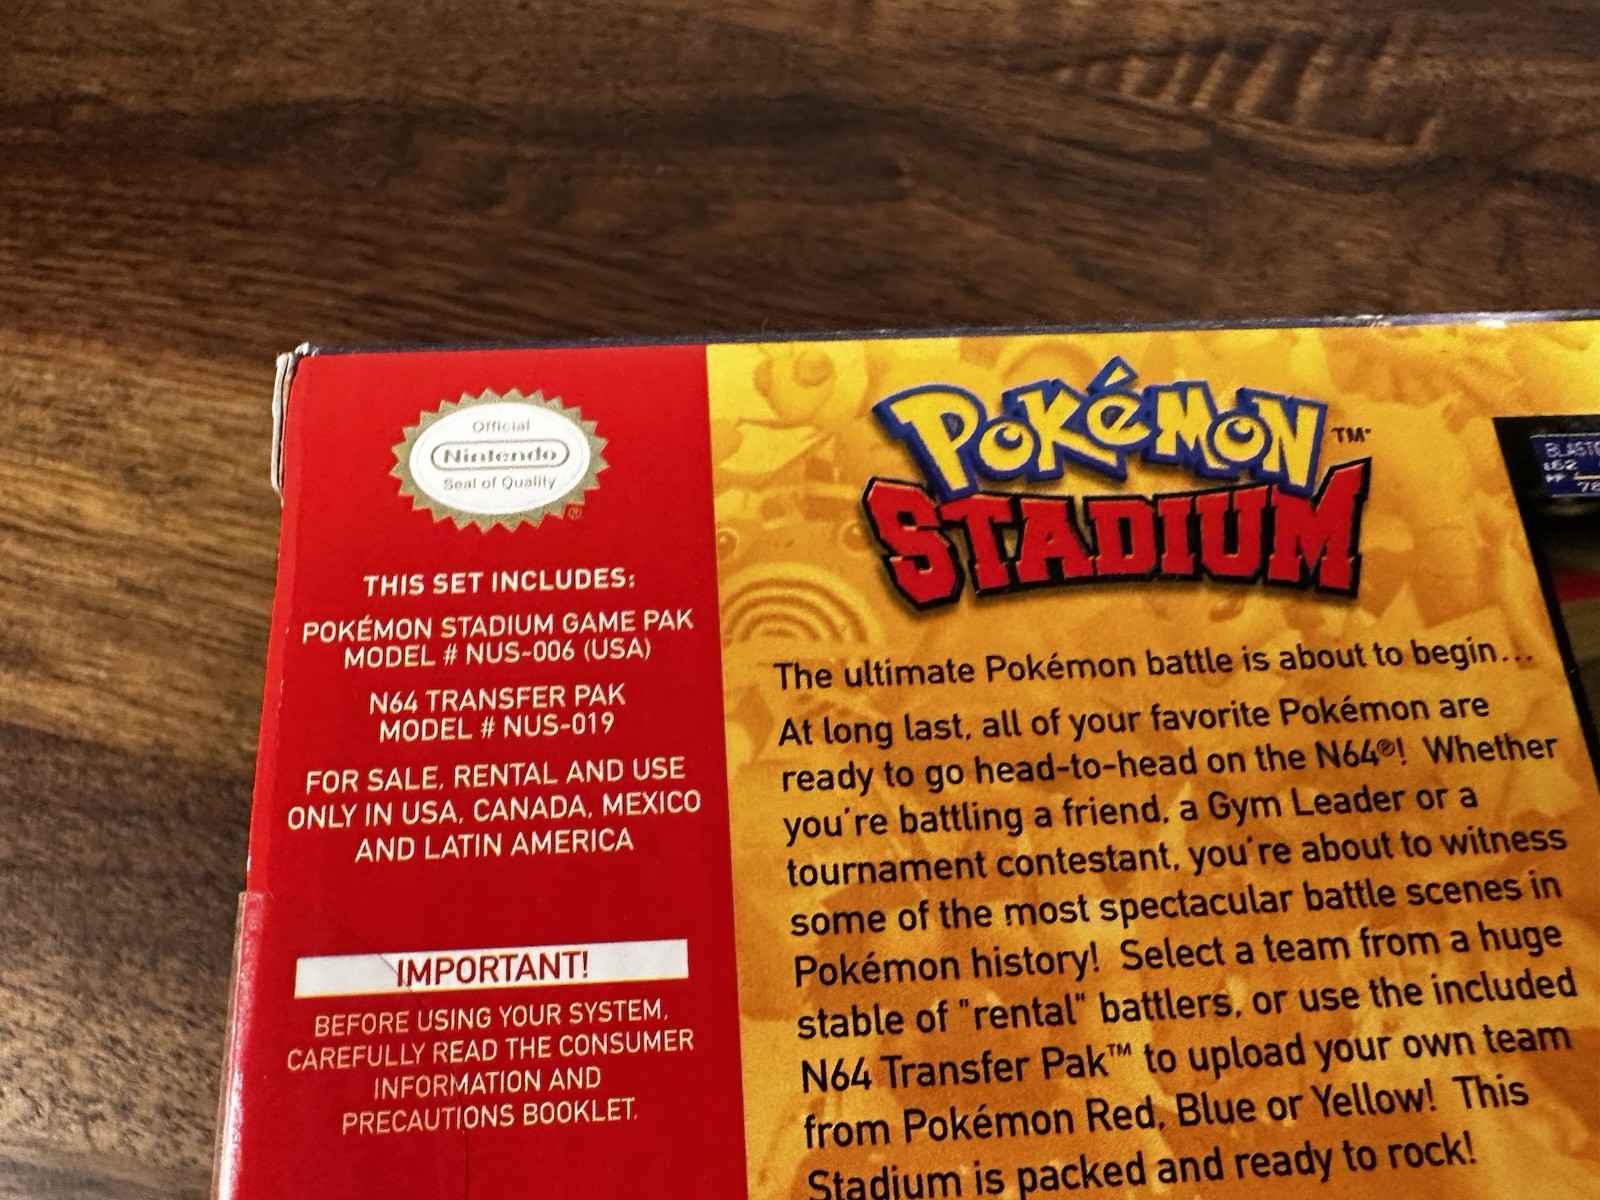 Official
Nintendo
Seal of Quality
THIS SET INCLUDES:
POKÉMON STADIUM GAME PAK
MODEL # NUS-006 (USA)
N64 TRANSFER PAK
MODEL # NUS-019
FOR SALE, RENTAL AND USE
ONLY IN USA, CANADA, MEXICO
AND LATIN AMERICA
IMPORTANT!
BEFORE USING YOUR SYSTEM,
CAREFULLY READ THE CONSUMER
INFORMATION AND
PRECAUTIONS BOOKLET.
POKéMON TM
STADIUM
The ultimate Pokémon battle is about to begin...
At long last, all of your favorite Pokémon are
ready to go head-to-head on the N64®! Whether
you're battling a friend, a Gym Leader or a
tournament contestant, you're about to witness
some of the most spectacular battle scenes in
Pokémon history! Select a team from a huge
stable of "rental" battlers, or use the included
N64 Transfer Pak™ to upload your own team
from Pokémon Red, Blue or Yellow! This
Stadium is packed and ready to rock!
162
78